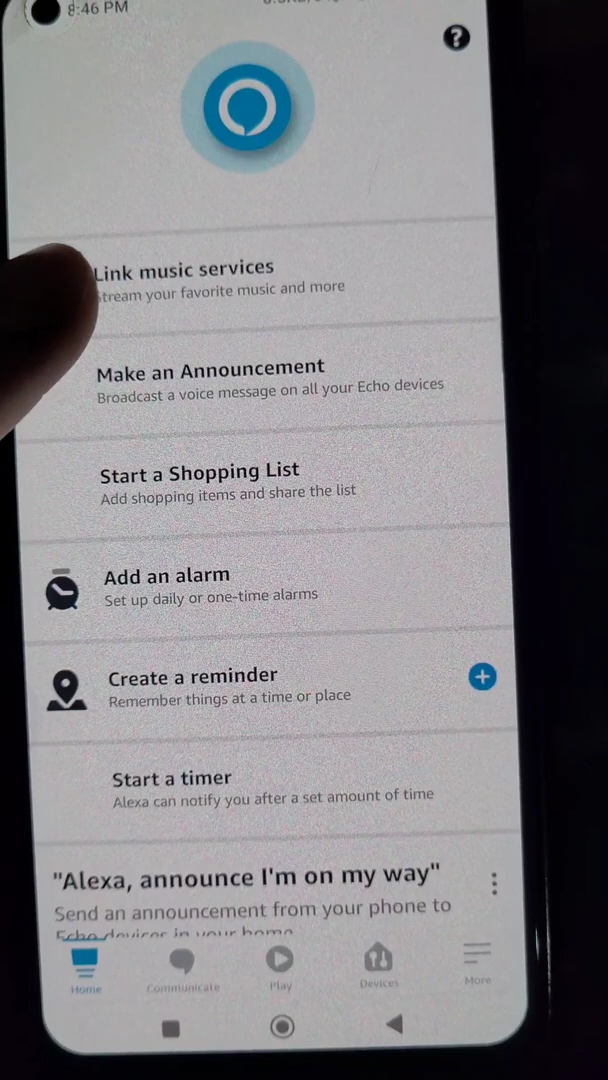 8:46 PM
?
Link music services
Stream your favorite music and more
Make an Announcement
Broadcast a voice message on all your Echo devices
Start a Shopping List
Add shopping items and share the list
Add an alarm
Set up daily or one-time alarms
Create a reminder
Remember things at a time or place
Start a timer
Alexa can notify you after a set amount of time
"Alexa, announce I'm on my way"
Send an announcement from your phone to
Echo devices in your home
Home Communicate Play Devices More